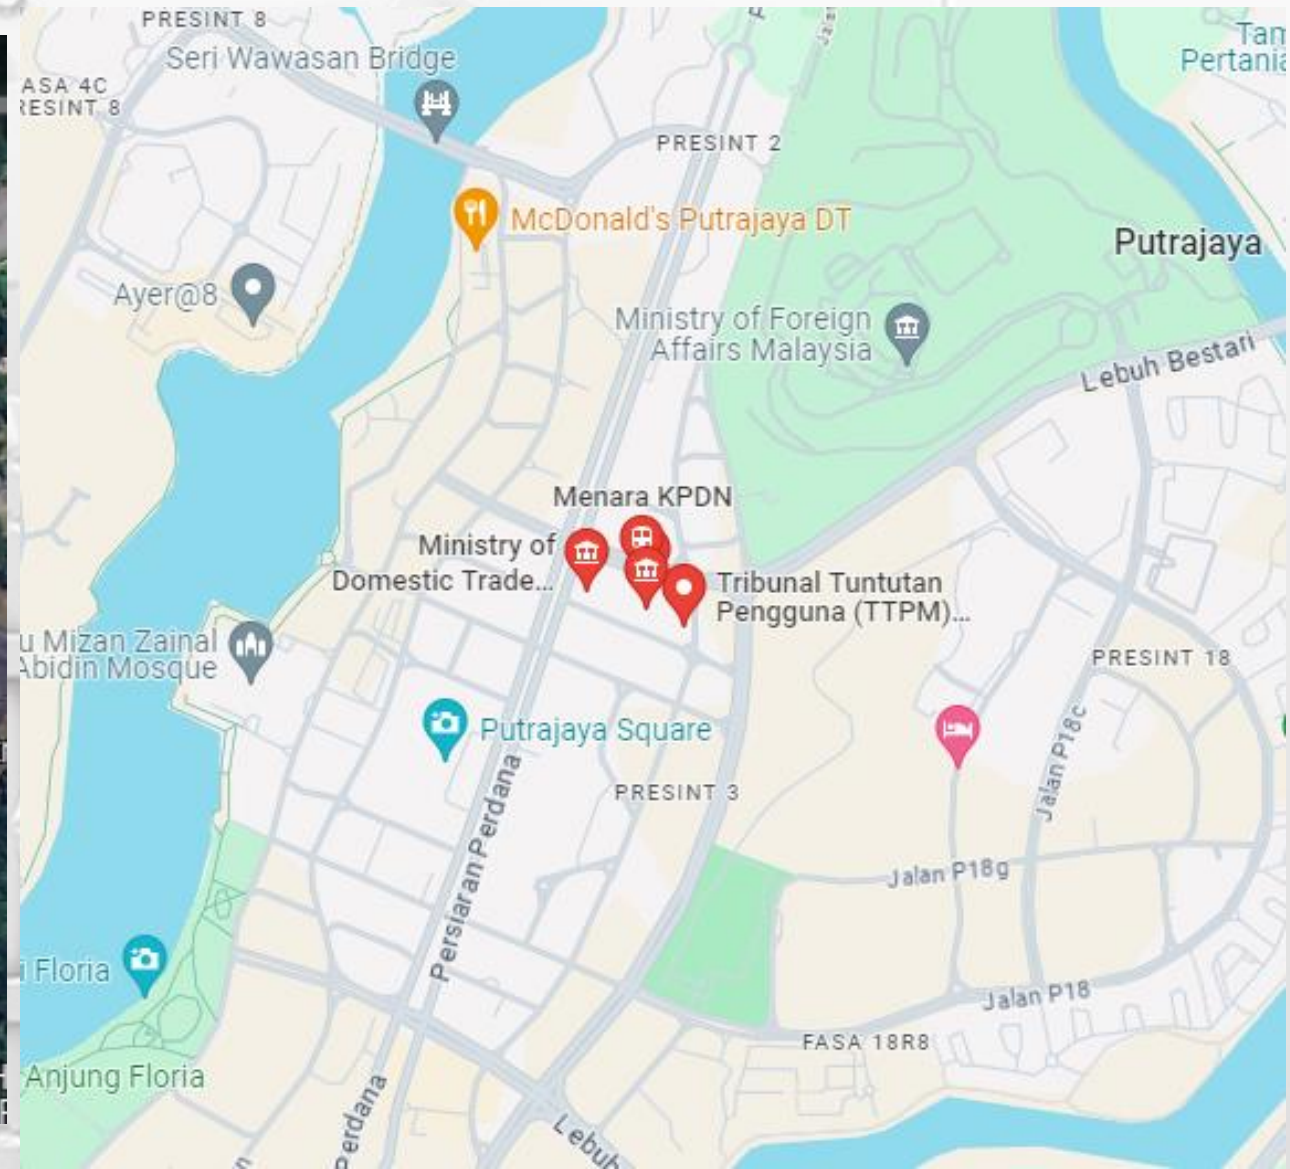 PRESINT 8
Seri Wawasan Bridge
ASA 4C
RESINT 8
PRESINT 2
McDonald's Putrajaya DT
Putrajaya
Ayer@8
Ministry of Foreign
Affairs Malaysia
Lebuh Bestari
Menara KPDN
Ministry of
Domestic Trade...
Tribunal Tuntutan
Pengguna (TTPM)...
u Mizan Zainal
Abidin Mosque
PRESINT 18
Putrajaya Square
Jalan P18c
PRESINT 3
Persiaran Perdana
Jalan P18g
i Floria
Jalan P18
FASA 18R8
Anjung Floria
Perdana
Lebuh